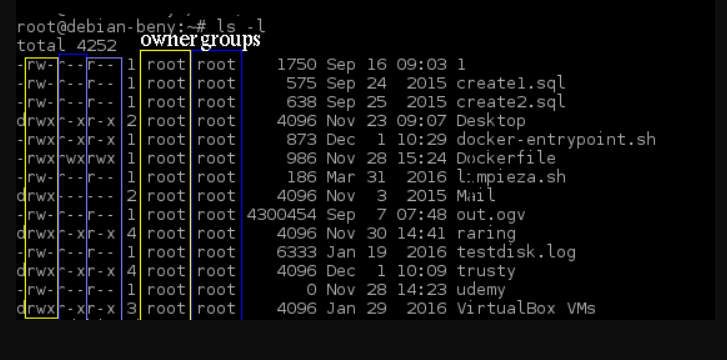 root@debian-beny:~# ls -l
total 4252 owner groups
-rw-r--r-- 1 root root 1750 Sep 16 09:03 1
-rw-r--r-- 1 root root 575 Sep 24 2015 create1.sql
-rw-r--r-- 1 root root 638 Sep 25 2015 create2.sql
drwxr-xr-x 2 root root 4096 Nov 23 09:07 Desktop
-rwxr-xr-x 1 root root 873 Dec 1 10:29 docker-entrypoint.sh
-rwxrwxrwx 1 root root 986 Nov 28 15:24 Dockerfile
-rw-r--r-- 1 root root 186 Mar 31 2016 limpieza.sh
drwx--r--- 2 root root 4096 Nov 3 2015 Mail
-rw-r--r-- 1 root root 4300454 Sep 7 07:48 out.ogv
drwxr-xr-x 4 root root 4096 Nov 30 14:41 raring
-rw-r--r-- 1 root root 6333 Jan 19 2016 testdisk.log
drwxr-xr-x 4 root root 4096 Dec 1 10:09 trusty
-rw-r--r-- 1 root root 0 Nov 28 14:23 udemy
drwxr-xr-x 3 root root 4096 Jan 29 2016 VirtualBox VMs